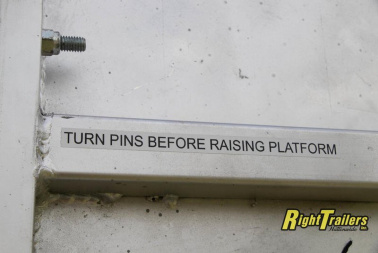 TURN PINS BEFORE RAISING PLATFORM
RightTrailers